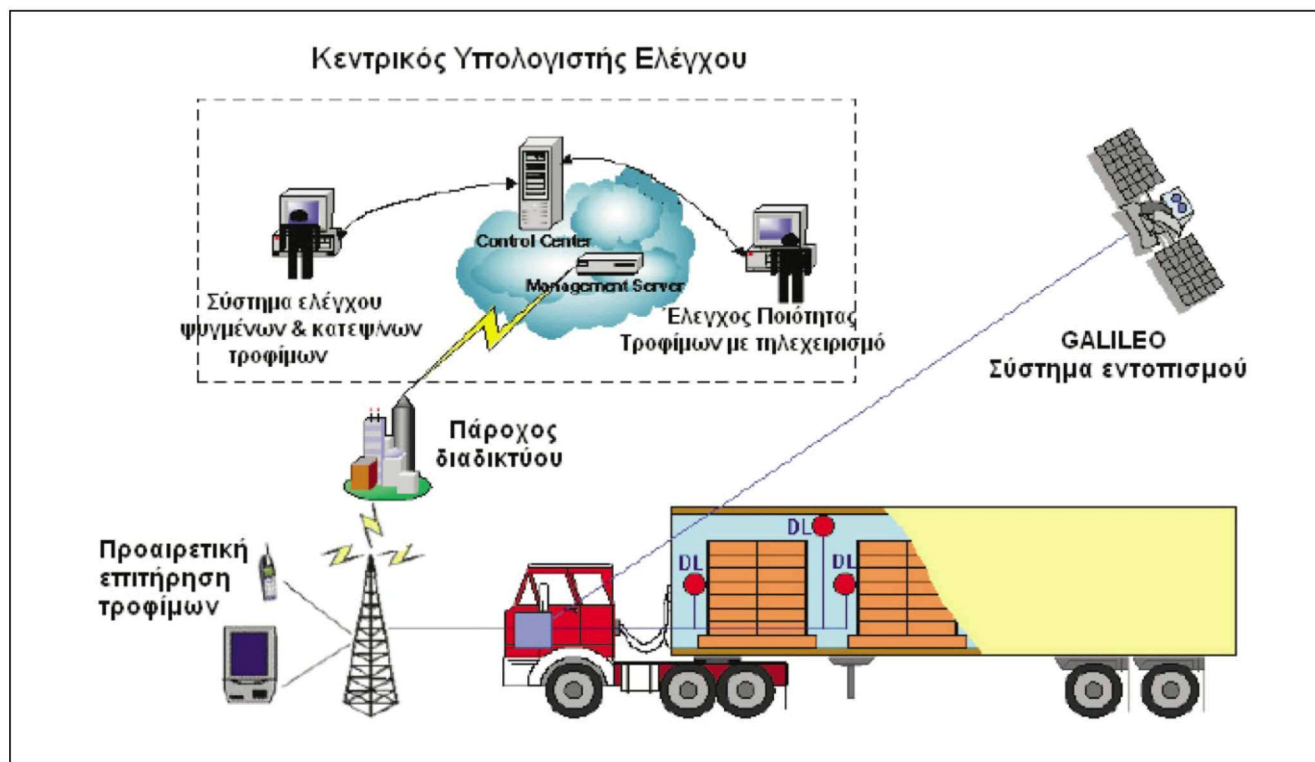 Κεντρικός Υπολογιστής Ελέγχου
Control Center
Management Server
Σύστημα ελέγχου
ψυγμένων & κατεψ/νων
τροφίμων
Έλεγχος Ποιότητας
Τροφίμων με τηλεχειρισμό
GALILEO
Σύστημα εντοπισμού
Πάροχος
διαδικτύου
Προαιρετική
επιτήρηση
τροφίμων
DL
DL
DL